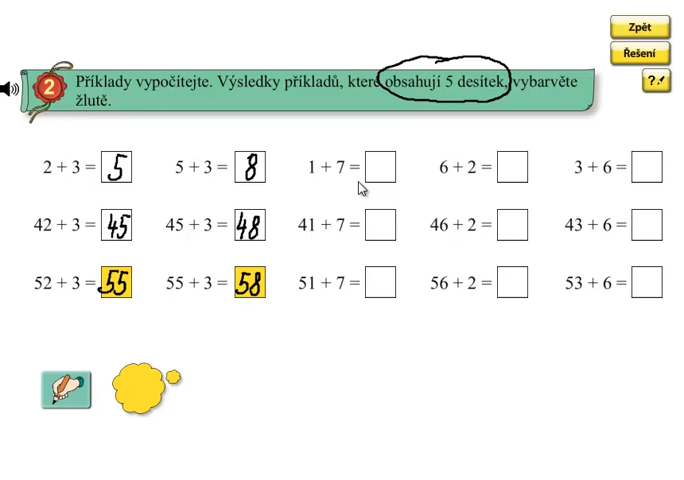 Zpět
Řešení
?
2 Příklady vypočítejte. Výsledky příkladů, které obsahují 5 desítek, vybarvěte
žlutě.
2 + 3 = 5 5 + 3 = 8 1 + 7 = 6 + 2 = 3 + 6 =
42 + 3 = 45 45 + 3 = 48 41 + 7 = 46 + 2 = 43 + 6 =
52 + 3 = 55 55 + 3 = 58 51 + 7 = 56 + 2 = 53 + 6 =